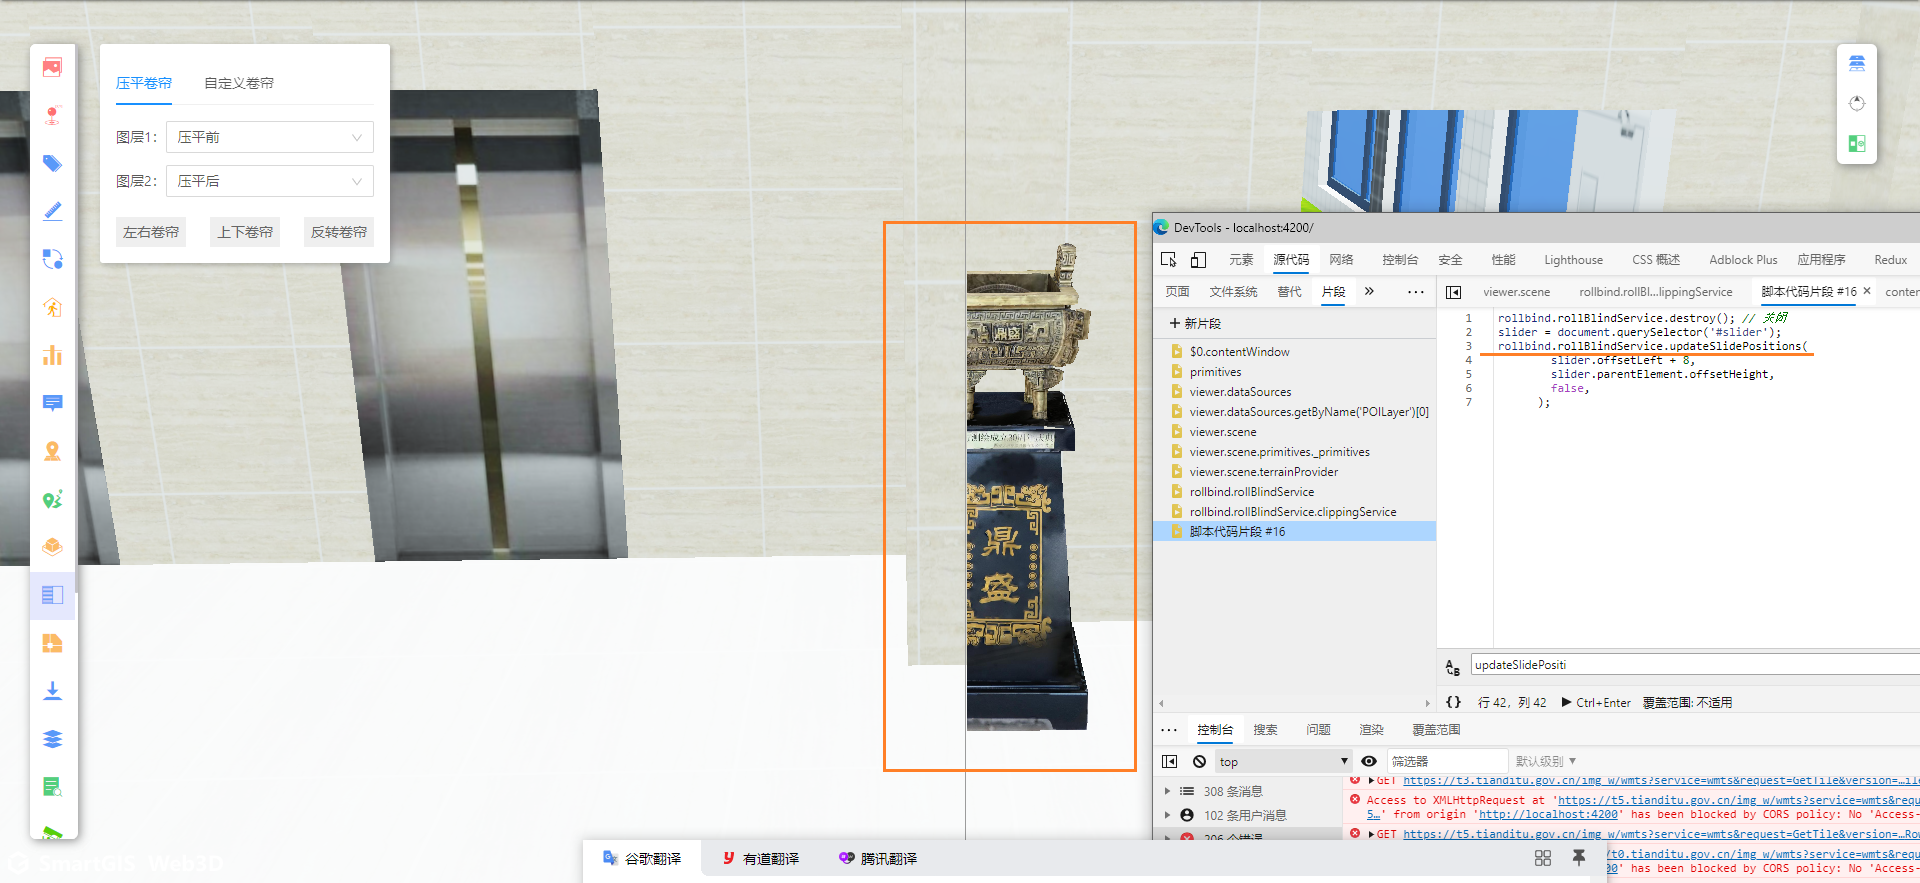 压平卷帘 自定义卷帘
图层1: 压平前
图层2: 压平后
左右卷帘 上下卷帘 反转卷帘
鼎盛
鼎
盛
DevTools - localhost:4200/
元素 源代码 网络 控制台 安全 性能 Lighthouse CSS 概述 Adblock Plus 应用程序 Redux
页面 文件系统 替代 片段 » ···
viewer.scene rollbind.rollBl...lippingService 脚本代码片段 #16 × conter
+ 新片段
$0.contentWindow
primitives
viewer.dataSources
viewer.dataSources.getByName('POILayer')[0]
viewer.scene
viewer.scene.primitives._primitives
viewer.scene.terrainProvider
rollbind.rollBlindService
rollbind.rollBlindService.clippingService
脚本代码片段 #16
1 rollbind.rollBlindService.destroy(); // 关闭
2 slider = document.querySelector('#slider');
3 rollbind.rollBlindService.updateSlidePositions(
4 slider.offsetLeft + 8,
5 slider.parentElement.offsetHeight,
6 false,
7 );
updateSlidePositi
{} 行 42，列 42 ▶ Ctrl+Enter 覆盖范围: 不适用
··· 控制台 搜索 问题 渲染 覆盖范围
top 筛选器 默认级别 ▼
308 条消息
102 条用户消息
206 个错误
▶GET https://t3.tianditu.gov.cn/img_w/wmts?service=wmts&request=GetTile&version=…ile
Access to XMLHttpRequest at 'https://t5.tianditu.gov.cn/img_w/wmts?service=wmts&requ
5…' from origin 'http://localhost:4200' has been blocked by CORS policy: No 'Access-
▶GET https://t5.tianditu.gov.cn/img_w/wmts?service=wmts&request=GetTile&version=…Row
/t0.tianditu.gov.cn/img_w/wmts?service=wmts&requ
00' has been blocked by CORS policy: No 'Access-
谷歌翻译 有道翻译 腾讯翻译
SmartGIS Web3D